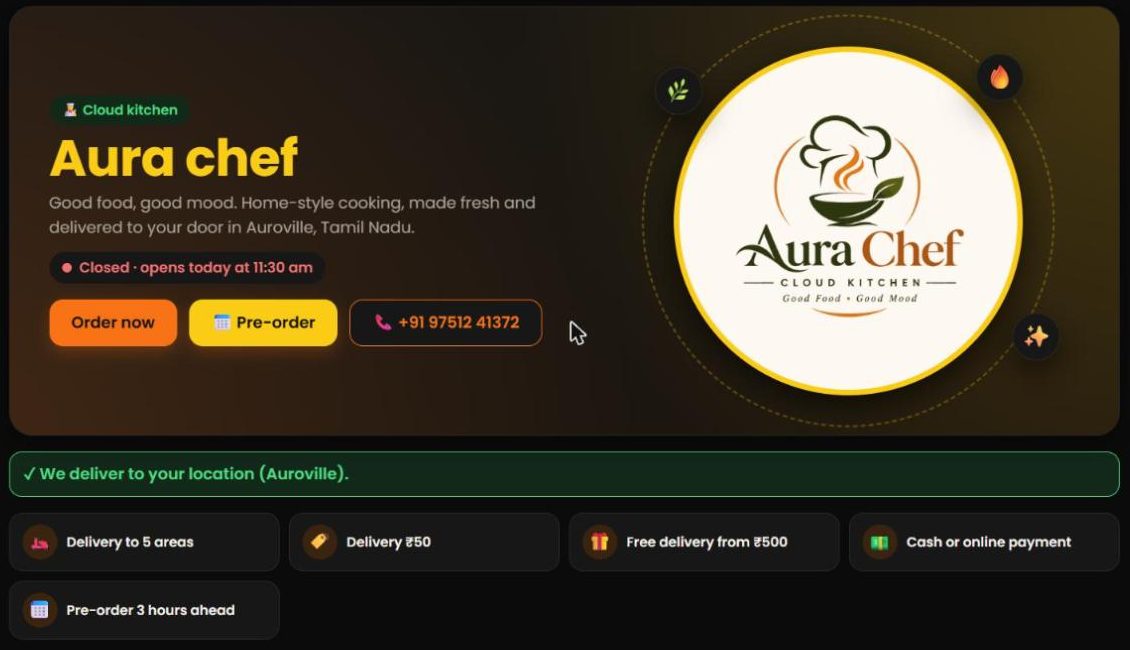 Cloud kitchen
Aura chef
Good food, good mood. Home-style cooking, made fresh and
delivered to your door in Auroville, Tamil Nadu.
Closed · opens today at 11:30 am
Order now
Pre-order
+91 97512 41372
Aura Chef
CLOUD KITCHEN
Good Food • Good Mood
✓ We deliver to your location (Auroville).
Delivery to 5 areas
Delivery ₹50
Free delivery from ₹500
Cash or online payment
Pre-order 3 hours ahead